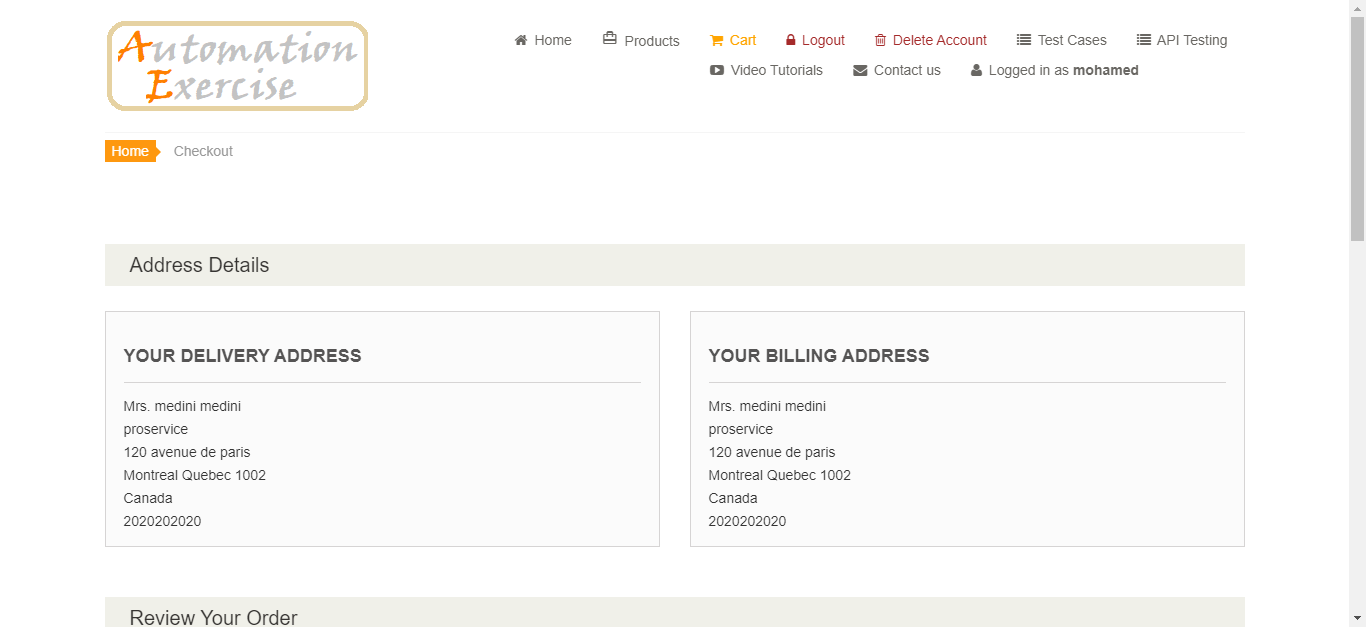 Automation
Exercise
Home Products Cart Logout Delete Account Test Cases API Testing
Video Tutorials Contact us Logged in as mohamed
Home Checkout
Address Details
YOUR DELIVERY ADDRESS
Mrs. medini medini
proservice
120 avenue de paris
Montreal Quebec 1002
Canada
2020202020
YOUR BILLING ADDRESS
Mrs. medini medini
proservice
120 avenue de paris
Montreal Quebec 1002
Canada
2020202020
Review Your Order